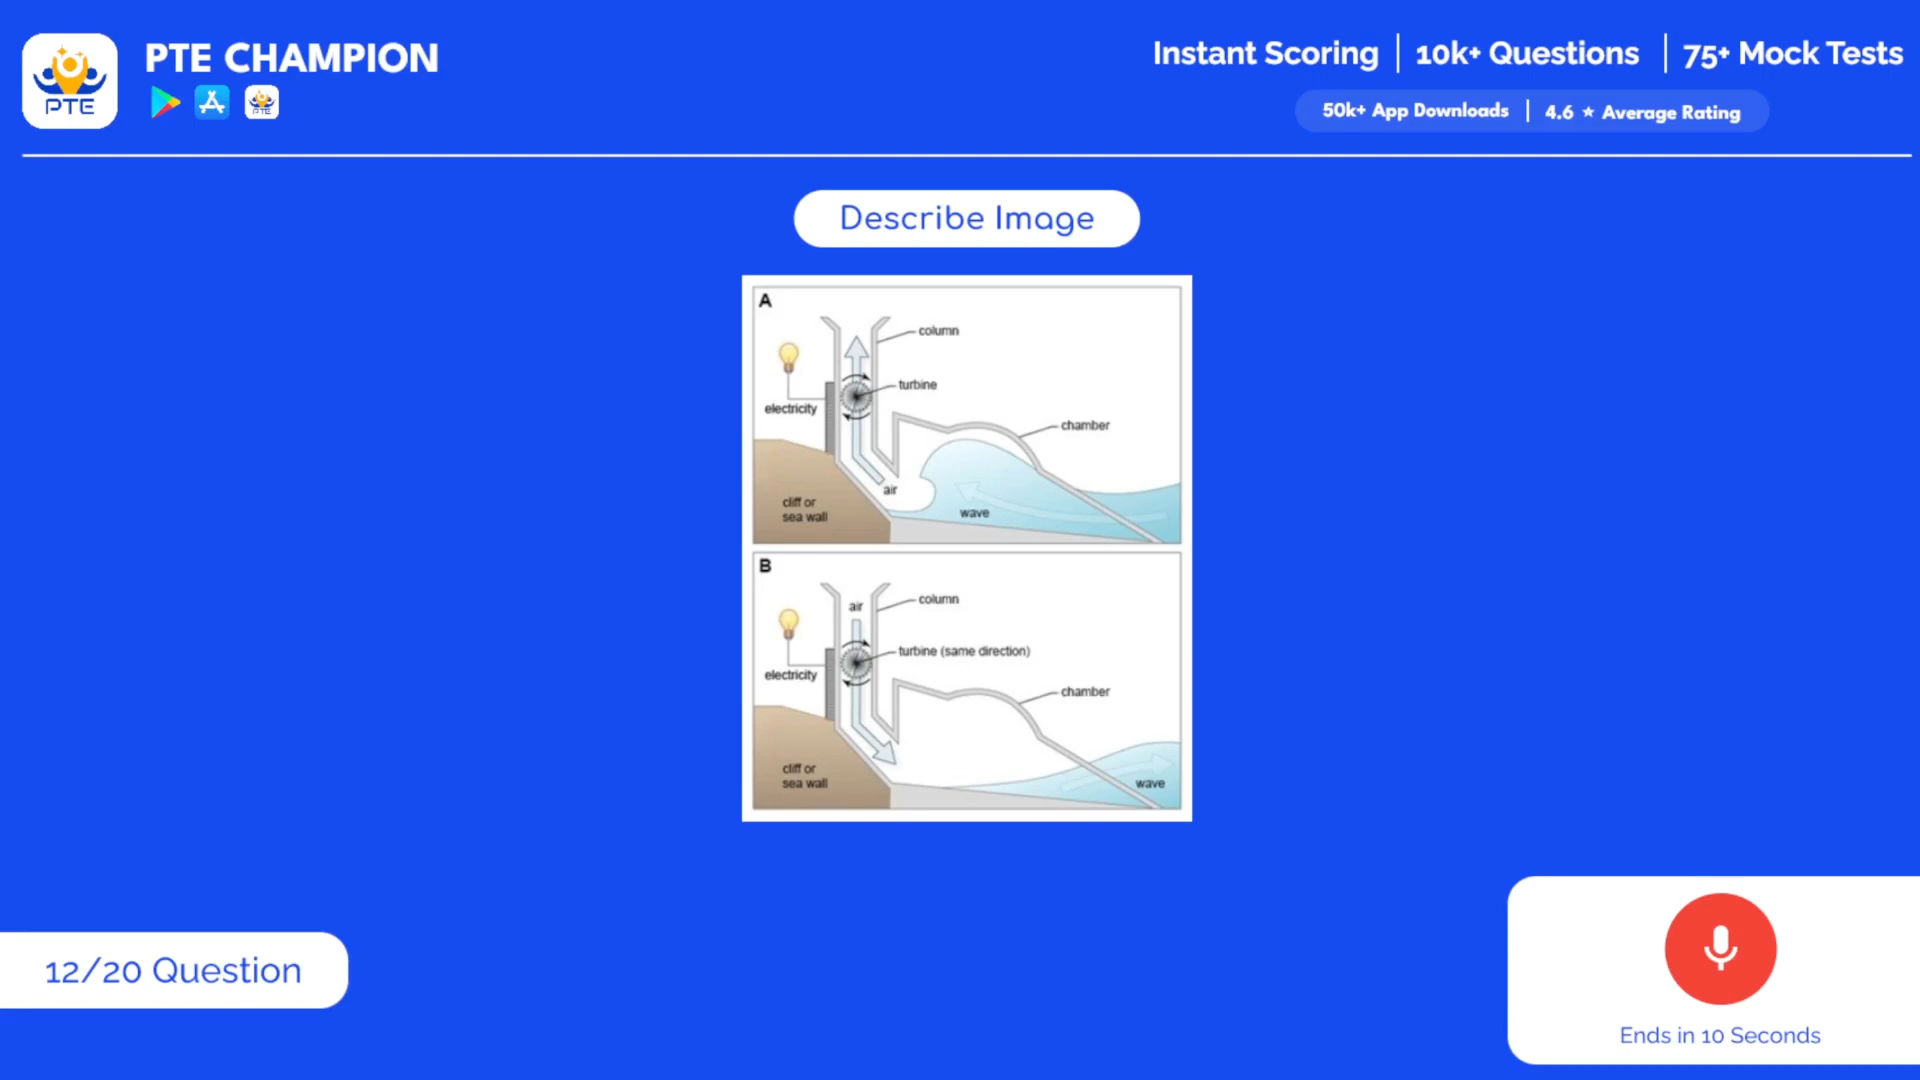 PTE CHAMPION
PTE
PTE
Instant Scoring | 10k+ Questions | 75+ Mock Tests
50k+ App Downloads | 4.6 ★ Average Rating
Describe Image
A
column
turbine
electricity
chamber
air
cliff or
sea wall
wave
B
air
column
turbine (same direction)
electricity
chamber
cliff or
sea wall
wave
12/20 Question
Ends in 10 Seconds